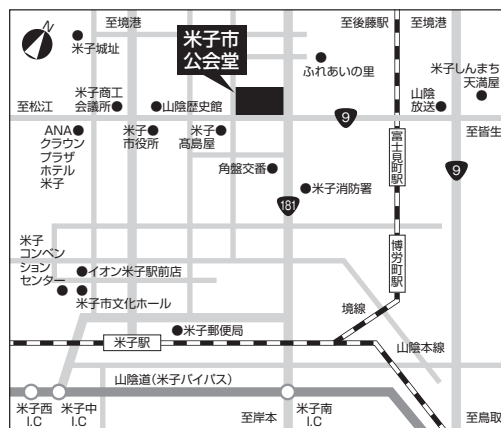 N
至境港
至後藤駅
至境港
米子城址
米子市
公会堂
ふれあいの里
米子しんまち
天満屋
至松江
米子商工
会議所
山陰歴史館
山陰
放送
9
至皆生
ANA
クラウン
プラザ
ホテル
米子
米子
市役所
米子
髙島屋
角盤交番
富士見町駅
9
米子消防署
181
博労町駅
米子
コンベン
ション
センター
イオン米子駅前店
米子市文化ホール
境線
米子郵便局
米子駅
山陰本線
山陰道(米子バイパス)
米子西
I.C
米子中
I.C
至岸本
米子南
I.C
至鳥取